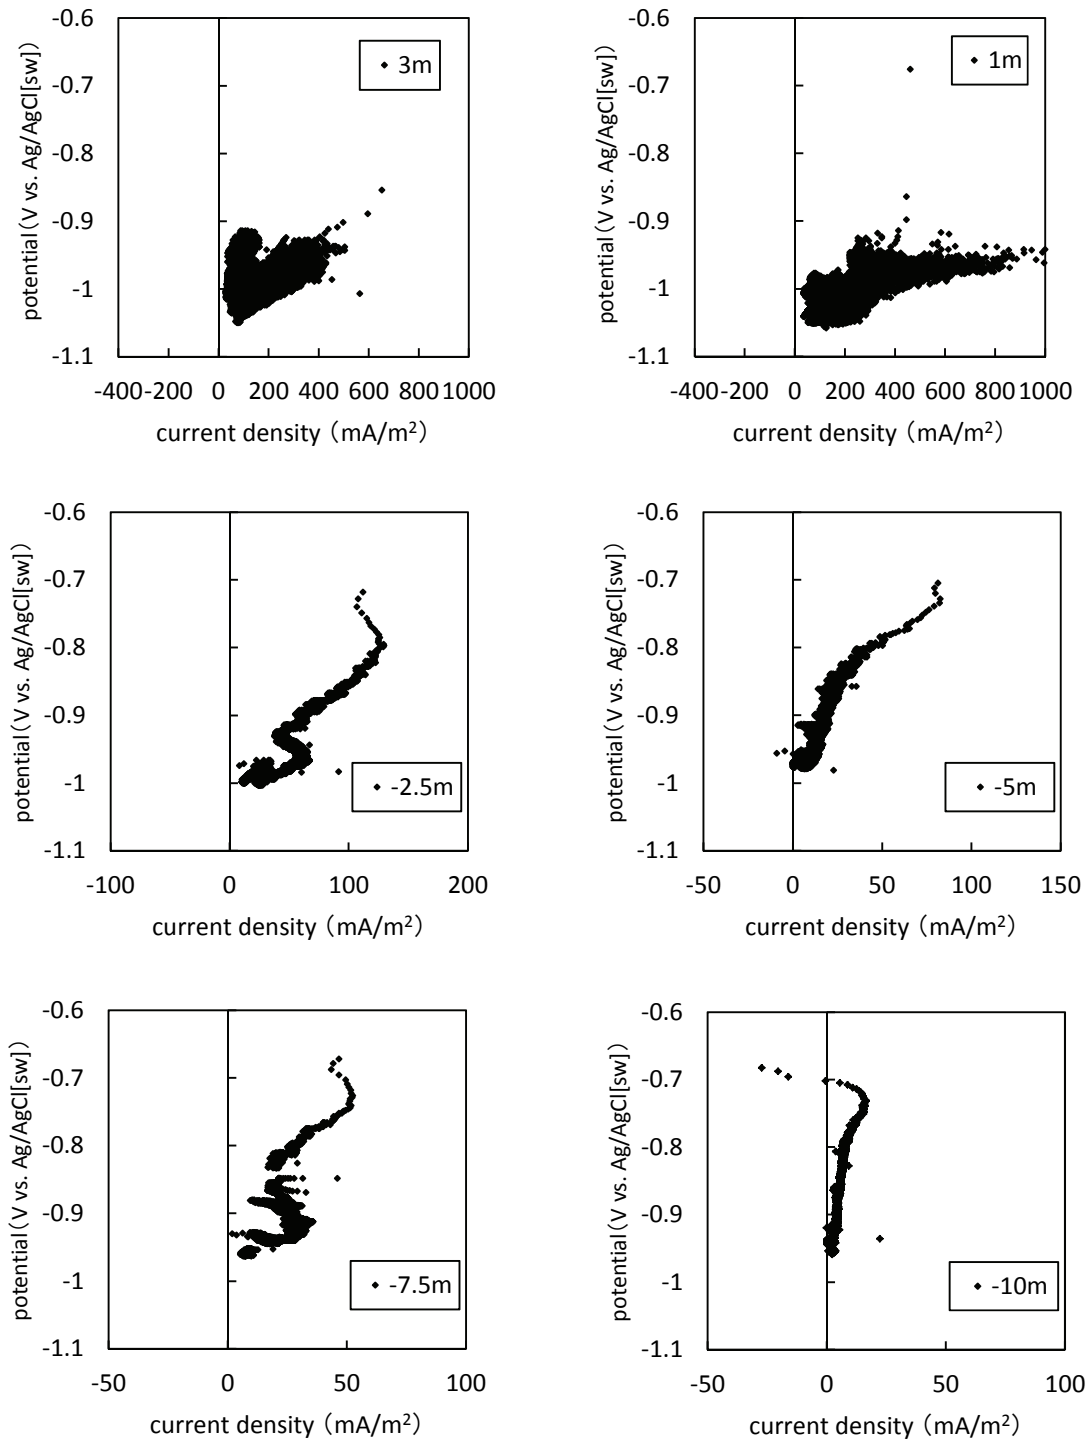 -0.6
-0.7
-0.8
-0.9
-1
-1.1
-400-200 0 200 400 600 800 1000
potential（V vs. Ag/AgCl[sw]）
current density（mA/m²）
3m
-0.6
-0.7
-0.8
-0.9
-1
-1.1
-400-200 0 200 400 600 800 1000
potential（V vs. Ag/AgCl[sw]）
current density（mA/m²）
1m
-0.6
-0.7
-0.8
-0.9
-1
-1.1
-100 0 100 200
potential（V vs. Ag/AgCl[sw]）
current density（mA/m²）
-2.5m
-0.6
-0.7
-0.8
-0.9
-1
-1.1
-50 0 50 100 150
potential（V vs. Ag/AgCl[sw]）
current density（mA/m²）
-5m
-0.6
-0.7
-0.8
-0.9
-1
-1.1
-50 0 50 100
potential（V vs. Ag/AgCl[sw]）
current density（mA/m²）
-7.5m
-0.6
-0.7
-0.8
-0.9
-1
-1.1
-50 0 50 100
potential（V vs. Ag/AgCl[sw]）
current density（mA/m²）
-10m